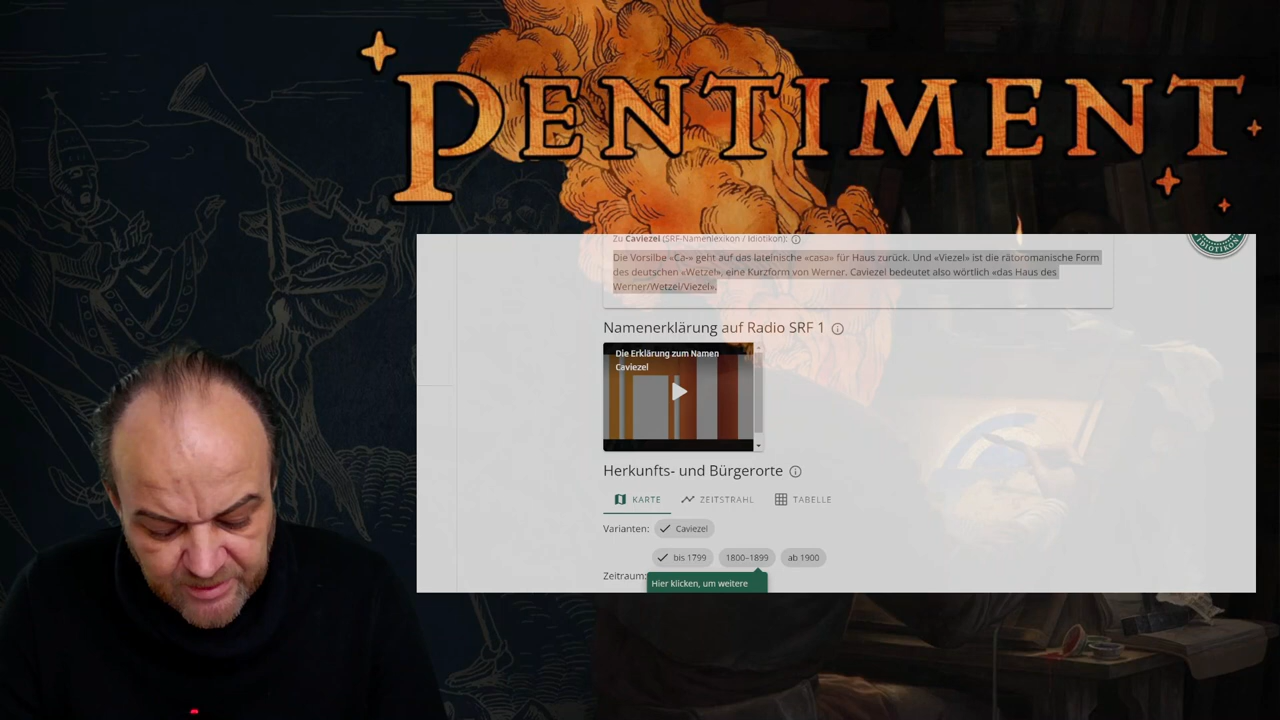 PENTIMENT
Zu Caviezel (SRF-Namenlexikon / Idiotikon):
IDIOTIKON
Die Vorsilbe «Ca-» geht auf das lateinische «casa» für Haus zurück. Und «Viezel» ist die rätoromanische Form
des deutschen «Wetzel», eine Kurzform von Werner. Caviezel bedeutet also wörtlich «das Haus des
Werner/Wetzel/Viezel».
Namenerklärung auf Radio SRF 1
Die Erklärung zum Namen
Caviezel
Herkunfts- und Bürgerorte
KARTE ZEITSTRAHL TABELLE
Varianten: Caviezel
bis 1799 1800–1899 ab 1900
Zeitraum:
Hier klicken, um weitere